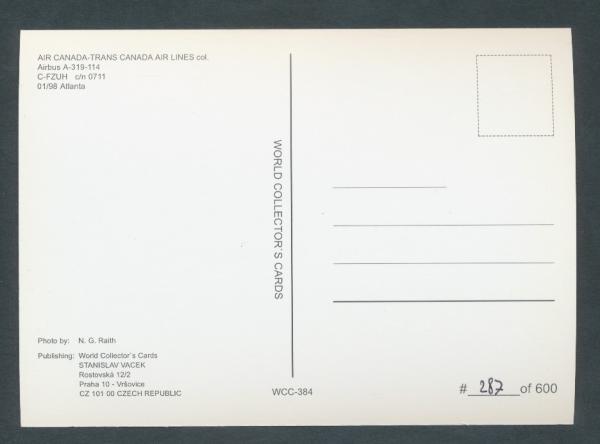 AIR CANADA-TRANS CANADA AIR LINES col.
Airbus A-319-114
C-FZUH c/n 0711
01/98 Atlanta
WORLD COLLECTOR'S CARDS
Photo by: N. G. Raith
Publishing: World Collector`s Cards
STANISLAV VACEK
Rostovská 12/2
Praha 10 - Vršovice
CZ 101 00 CZECH REPUBLIC
WCC-384
# 287 of 600